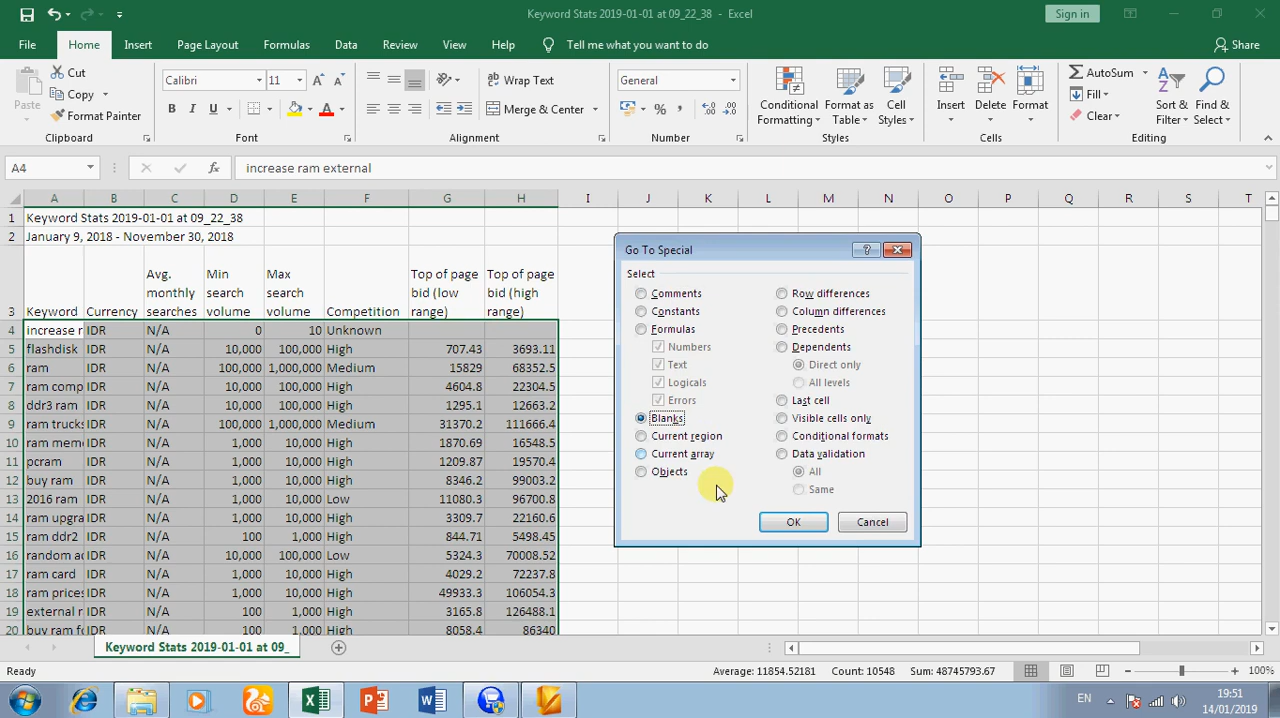 Keyword Stats 2019-01-01 at 09_22_38 - Excel
Sign in
File Home Insert Page Layout Formulas Data Review View Help Tell me what you want to do Share
Paste
Cut
Copy
Format Painter
Clipboard
Calibri 11
B I U
Font
Wrap Text
Merge & Center
Alignment
General
Number
Conditional Formatting
Format as Table
Cell Styles
Styles
Insert Delete Format
Cells
AutoSum
Fill
Clear
Sort & Filter
Find & Select
Editing
A4 fx increase ram external
A B C D E F G H I J K L M N O P Q R S T
1 Keyword Stats 2019-01-01 at 09_22_38
2 January 9, 2018 - November 30, 2018
3 Keyword Currency Avg. monthly searches Min search volume Max search volume Competition Top of page bid (low range) Top of page bid (high range)
4 increase r IDR N/A 0 10 Unknown
5 flashdisk IDR N/A 10,000 100,000 High 707.43 3693.11
6 ram IDR N/A 100,000 1,000,000 Medium 15829 68352.5
7 ram comp IDR N/A 10,000 100,000 High 4604.8 22304.5
8 ddr3 ram IDR N/A 10,000 100,000 High 1295.1 12663.2
9 ram trucks IDR N/A 100,000 1,000,000 Medium 31370.2 111666.4
10 ram mem IDR N/A 1,000 10,000 High 1870.69 16548.5
11 pcram IDR N/A 1,000 10,000 High 1209.87 19570.4
12 buy ram IDR N/A 1,000 10,000 High 8346.2 99003.2
13 2016 ram IDR N/A 1,000 10,000 Low 11080.3 96700.8
14 ram upgra IDR N/A 1,000 10,000 High 3309.7 22160.6
15 ram ddr2 IDR N/A 100 1,000 High 844.71 5498.45
16 random ac IDR N/A 10,000 100,000 Low 5324.3 70008.52
17 ram card IDR N/A 1,000 10,000 High 4029.2 72237.8
18 ram prices IDR N/A 1,000 10,000 High 49933.3 106054.3
19 external r IDR N/A 100 1,000 High 3165.8 126488.1
20 buy ram fo IDR N/A 100 1,000 High 8058.4 86340
Go To Special
Select
Comments
Constants
Formulas
Numbers
Text
Logicals
Errors
Blanks
Current region
Current array
Objects
Row differences
Column differences
Precedents
Dependents
Direct only
All levels
Last cell
Visible cells only
Conditional formats
Data validation
All
Same
OK Cancel
Keyword Stats 2019-01-01 at 09_
Ready Average: 11854.52181 Count: 10548 Sum: 48745793.67 100%
EN 19:51
14/01/2019